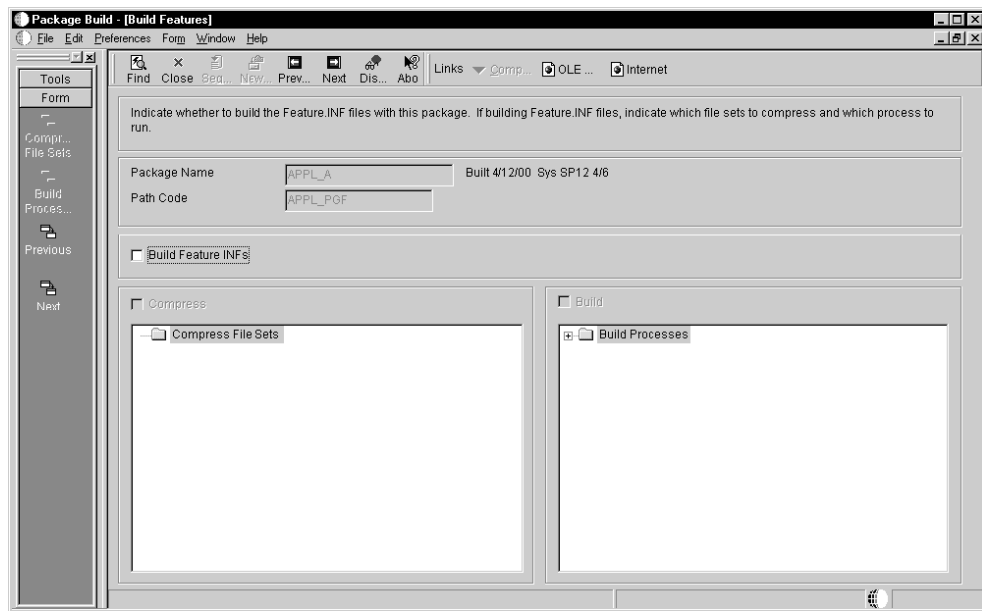 Package Build - [Build Features]
File Edit Preferences Form Window Help
Tools
Form
Compr...
File Sets
Build
Proces...
Previous
Next
Find Close Seq... New... Prev... Next Dis... Abo Links Comp... OLE ... Internet
Indicate whether to build the Feature.INF files with this package. If building Feature.INF files, indicate which file sets to compress and which process to
run.
Package Name APPL_A Built 4/12/00 Sys SP12 4/6
Path Code APPL_PGF
Build Feature INFs
Compress
Compress File Sets
Build
Build Processes